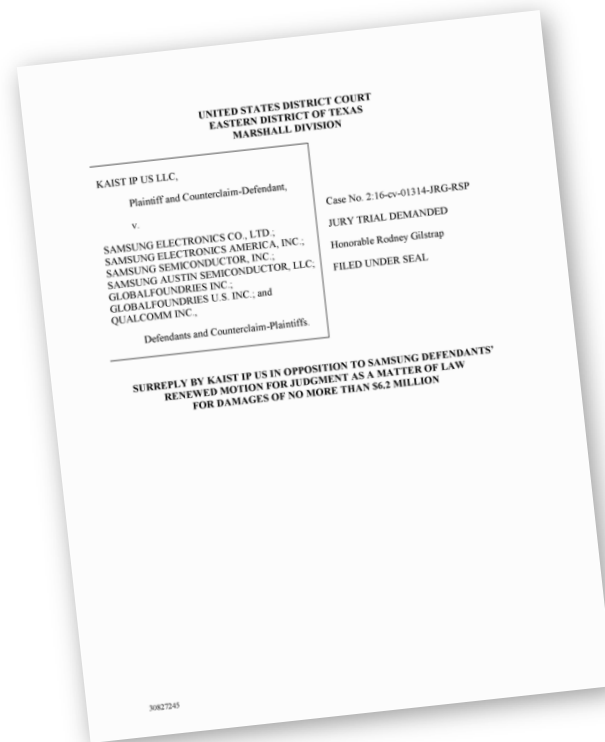 UNITED STATES DISTRICT COURT
EASTERN DISTRICT OF TEXAS
MARSHALL DIVISION
KAIST IP US LLC,
Plaintiff and Counterclaim-Defendant,
v.
SAMSUNG ELECTRONICS CO., LTD.;
SAMSUNG ELECTRONICS AMERICA, INC.;
SAMSUNG SEMICONDUCTOR, INC.;
SAMSUNG AUSTIN SEMICONDUCTOR, LLC;
GLOBALFOUNDRIES INC.;
GLOBALFOUNDRIES U.S. INC.; and
QUALCOMM INC.,
Defendants and Counterclaim-Plaintiffs.
Case No. 2:16-cv-01314-JRG-RSP
JURY TRIAL DEMANDED
Honorable Rodney Gilstrap
FILED UNDER SEAL
SURREPLY BY KAIST IP US IN OPPOSITION TO SAMSUNG DEFENDANTS'
RENEWED MOTION FOR JUDGMENT AS A MATTER OF LAW
FOR DAMAGES OF NO MORE THAN $6.2 MILLION
30827245